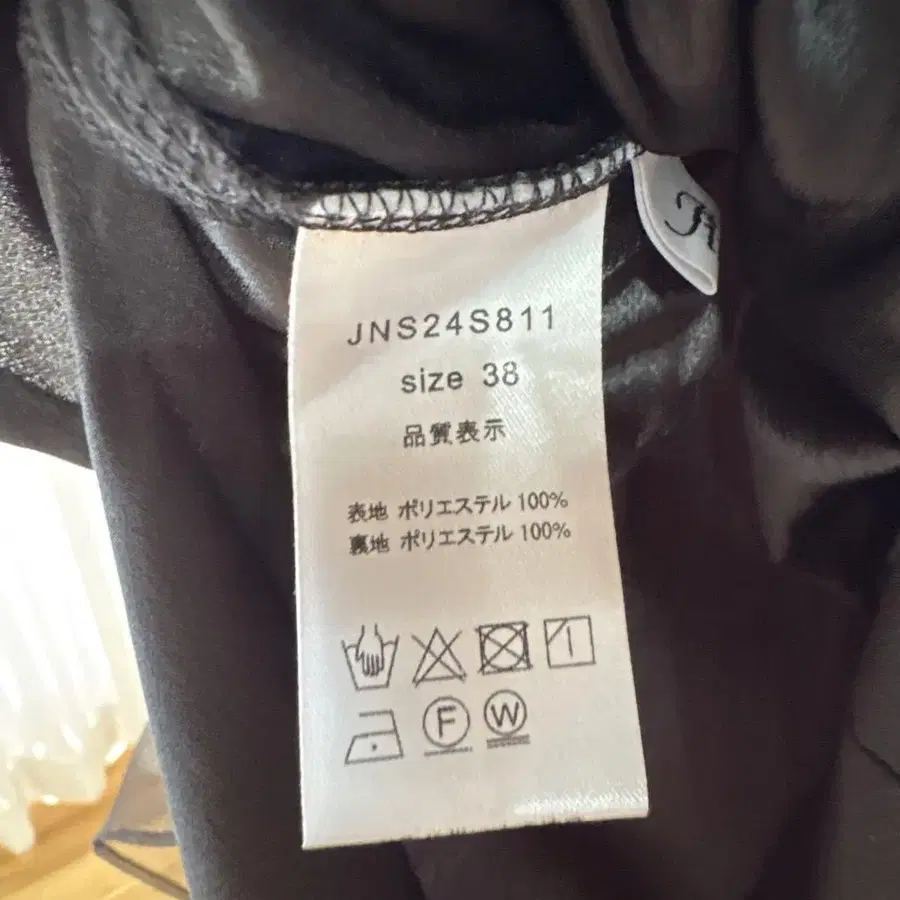 JNS24S811
size 38
品質表示
表地 ポリエステル 100%
裏地 ポリエステル 100%
F W